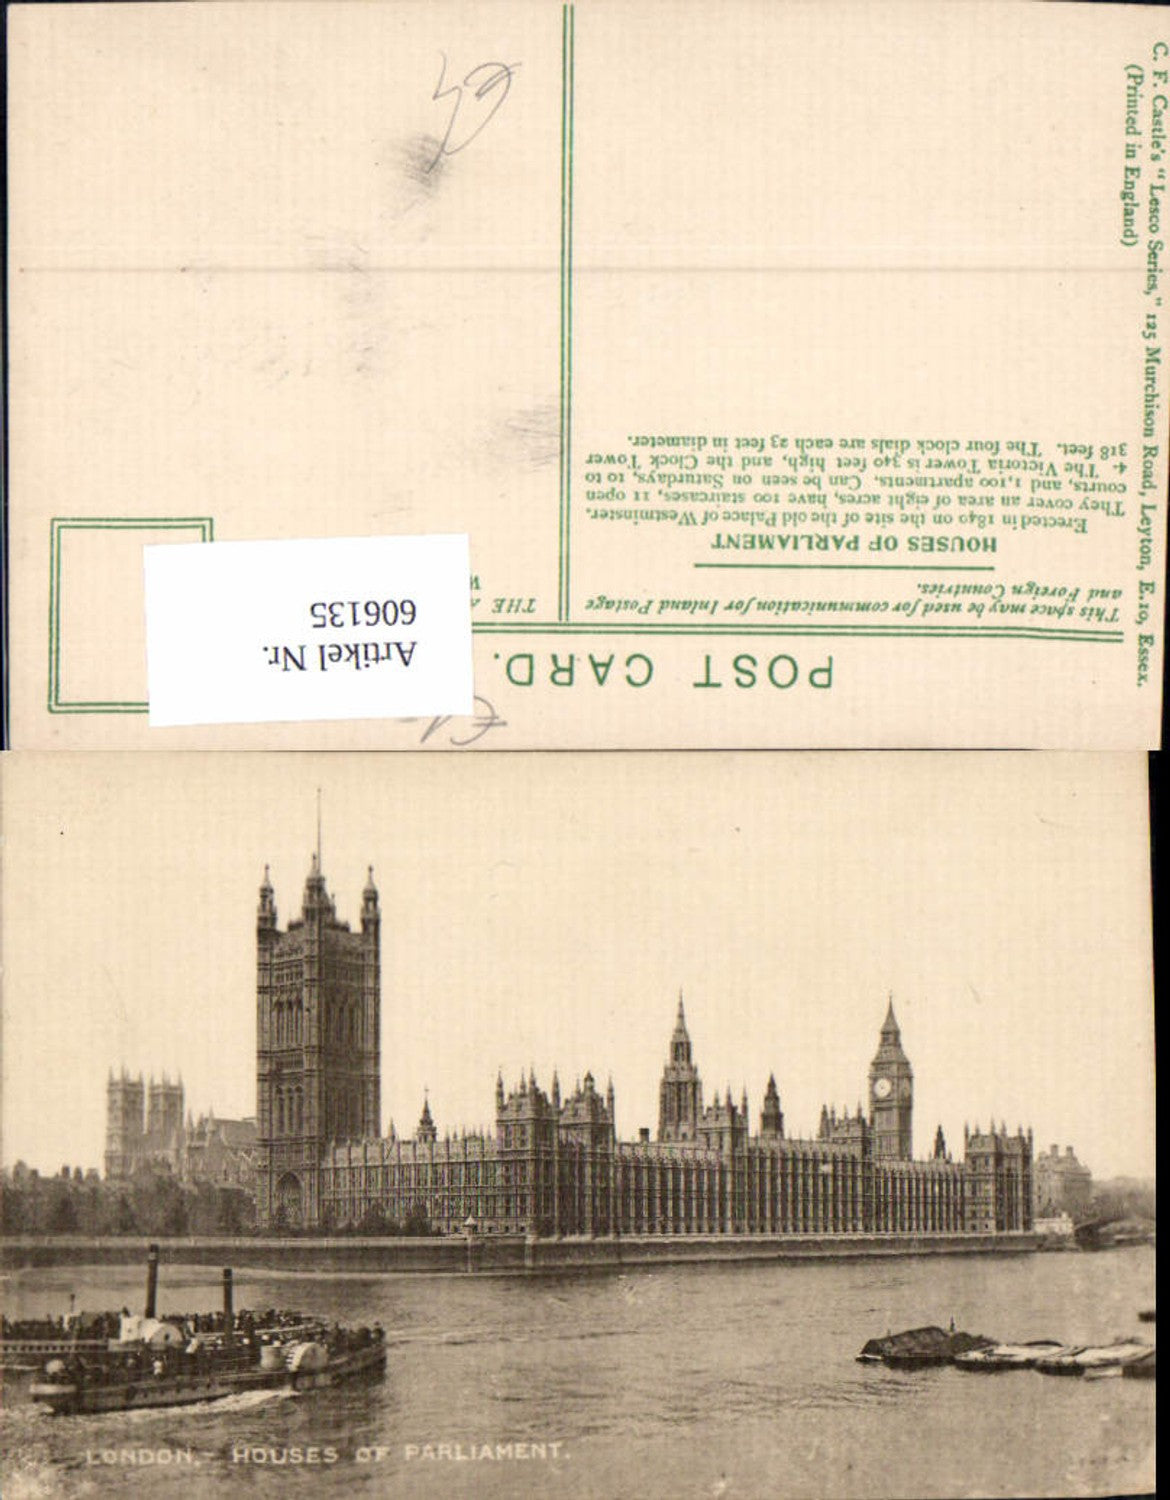 POST CARD.
This space may be used for communication for Inland Postage
and Foreign Countries.
HOUSES OF PARLIAMENT
Erected in 1840 on the site of the old Palace of Westminster.
They cover an area of eight acres, have 100 staircases, 11 open
courts, and 1,100 apartments. Can be seen on Saturdays, 10 to
4. The Victoria Tower is 340 feet high, and the Clock Tower
318 feet. The four clock dials are each 23 feet in diameter.
THE
Artikel Nr.
606135
C. F. Castle's "Lesco Series," 125 Murchison Road, Leyton, E.10, Essex.
(Printed in England)
LONDON,- HOUSES OF PARLIAMENT.